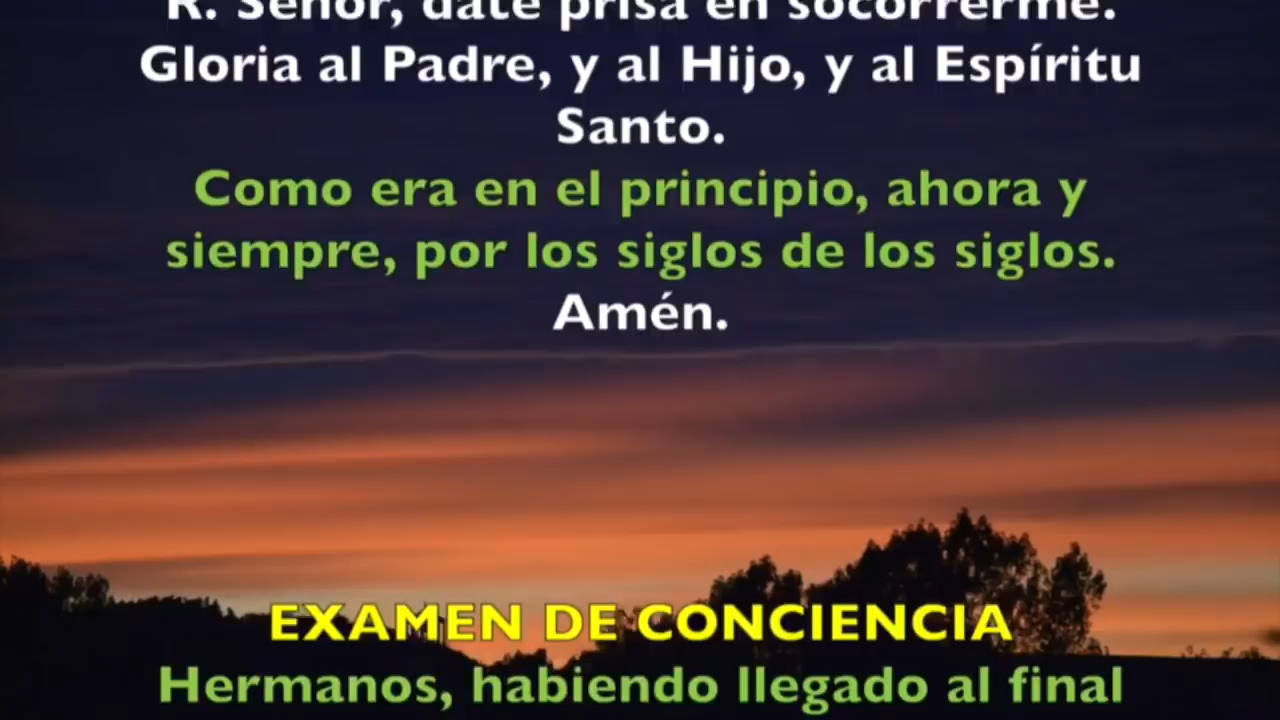 R. Señor, date prisa en socorrerme.
Gloria al Padre, y al Hijo, y al Espíritu
Santo.
Como era en el principio, ahora y
siempre, por los siglos de los siglos.
Amén.
EXAMEN DE CONCIENCIA
Hermanos, habiendo llegado al final